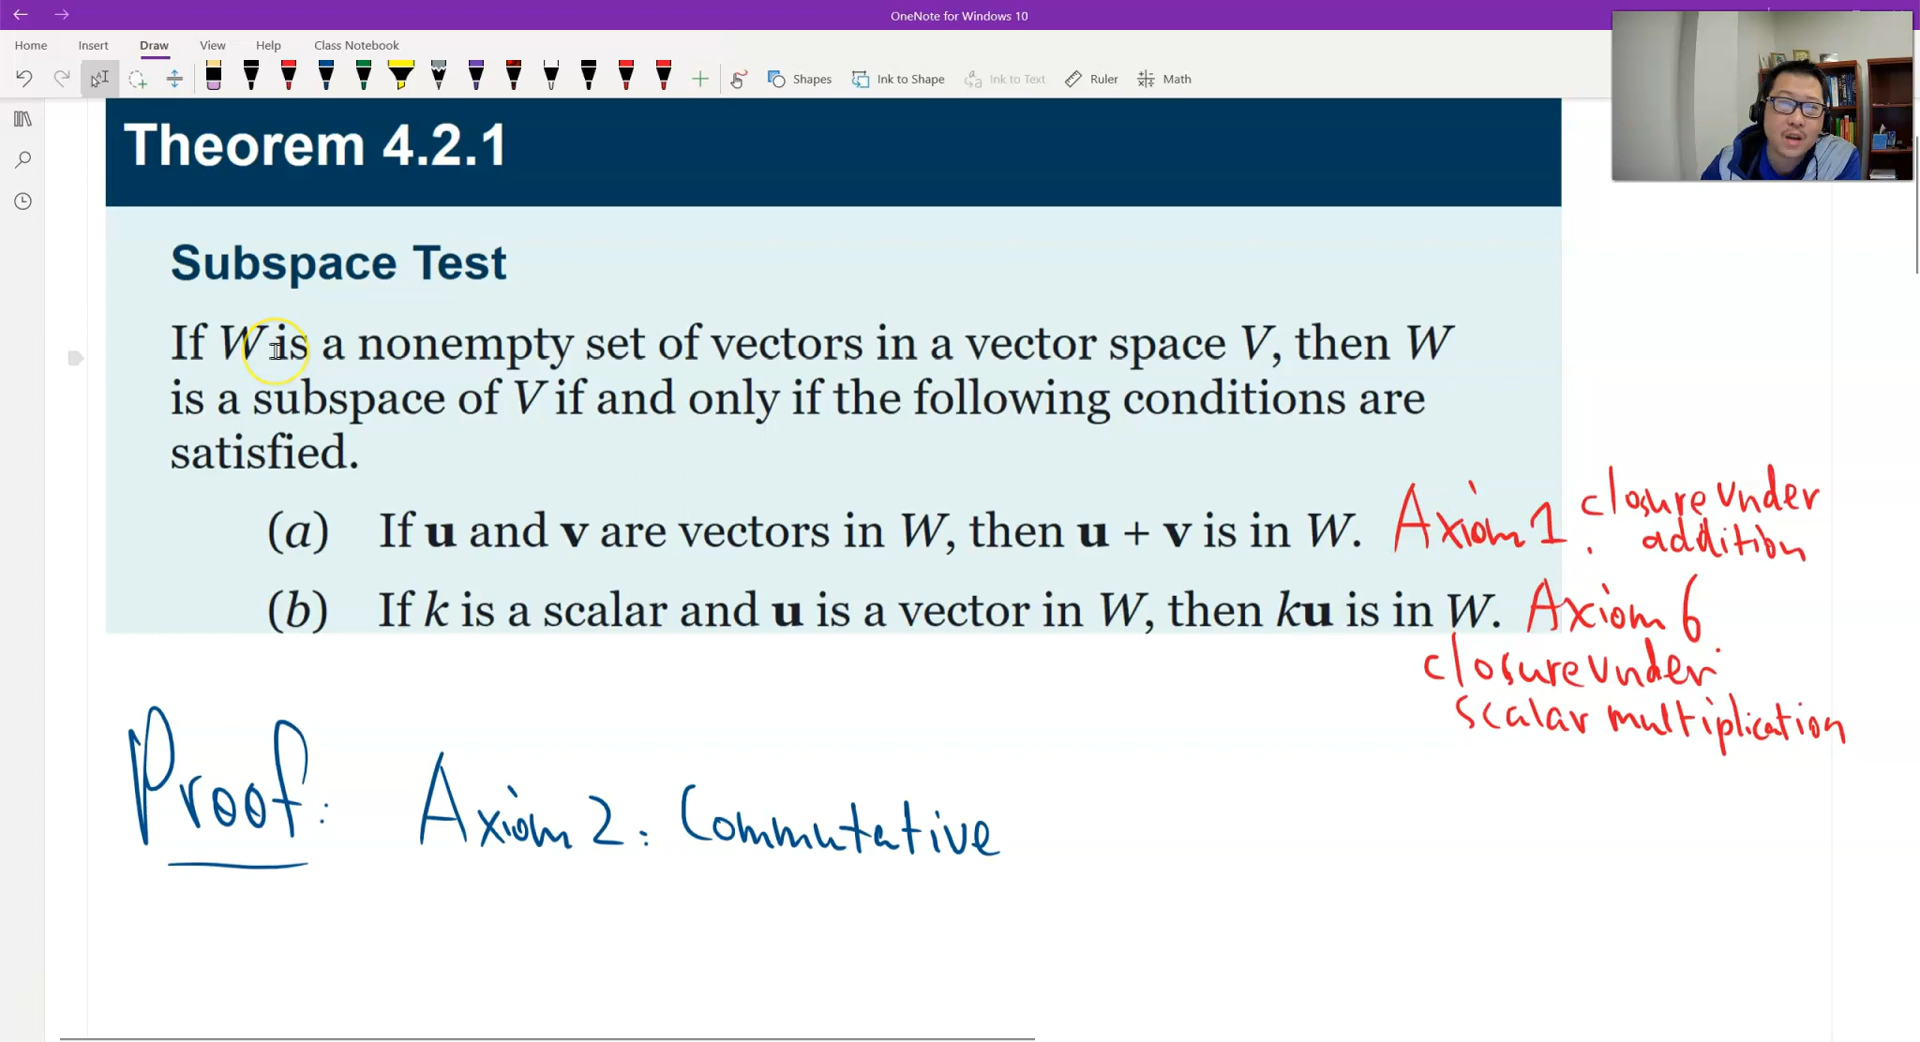 OneNote for Windows 10
Home Insert Draw View Help Class Notebook
Shapes Ink to Shape Ink to Text Ruler Math
Theorem 4.2.1
Subspace Test
If W is a nonempty set of vectors in a vector space V, then W
is a subspace of V if and only if the following conditions are
satisfied.
(a) If u and v are vectors in W, then u + v is in W. Axiom 1. closure under
addition
(b) If k is a scalar and u is a vector in W, then ku is in W. Axiom 6
closure under
scalar multiplication
Proof: Axiom 2: Commutative